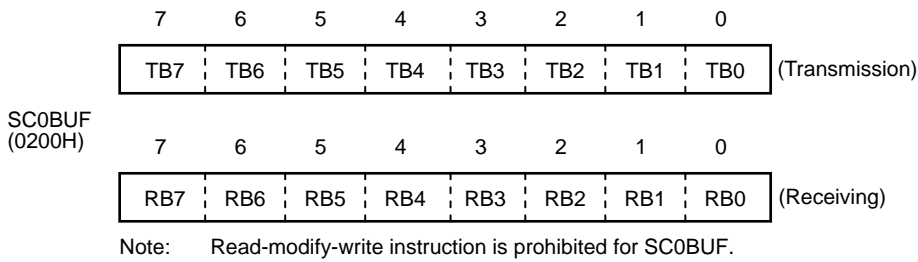 7 6 5 4 3 2 1 0
TB7 TB6 TB5 TB4 TB3 TB2 TB1 TB0 (Transmission)
SC0BUF
(0200H)
7 6 5 4 3 2 1 0
RB7 RB6 RB5 RB4 RB3 RB2 RB1 RB0 (Receiving)
Note: Read-modify-write instruction is prohibited for SC0BUF.